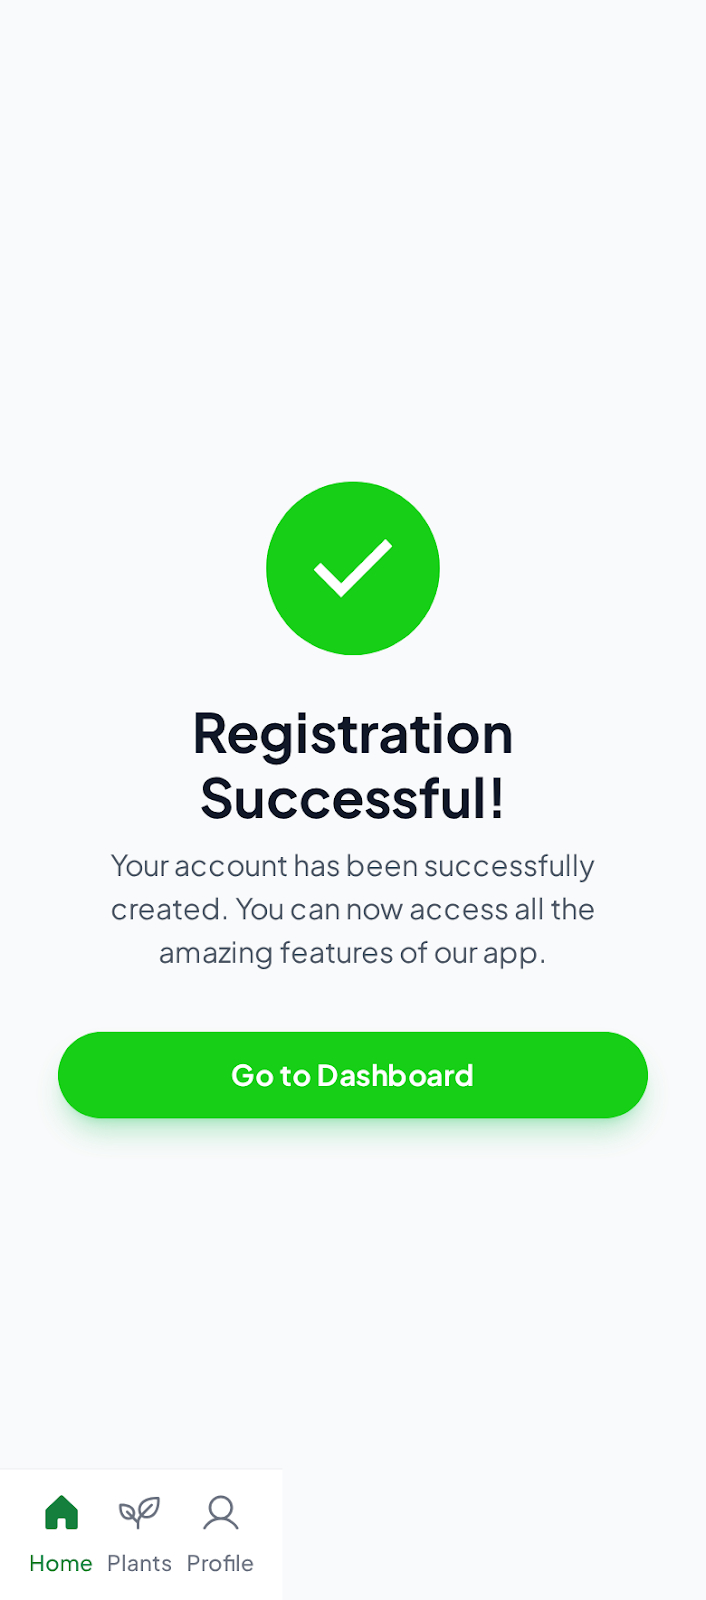 Registration
Successful!
Your account has been successfully
created. You can now access all the
amazing features of our app.
Go to Dashboard
Home Plants Profile